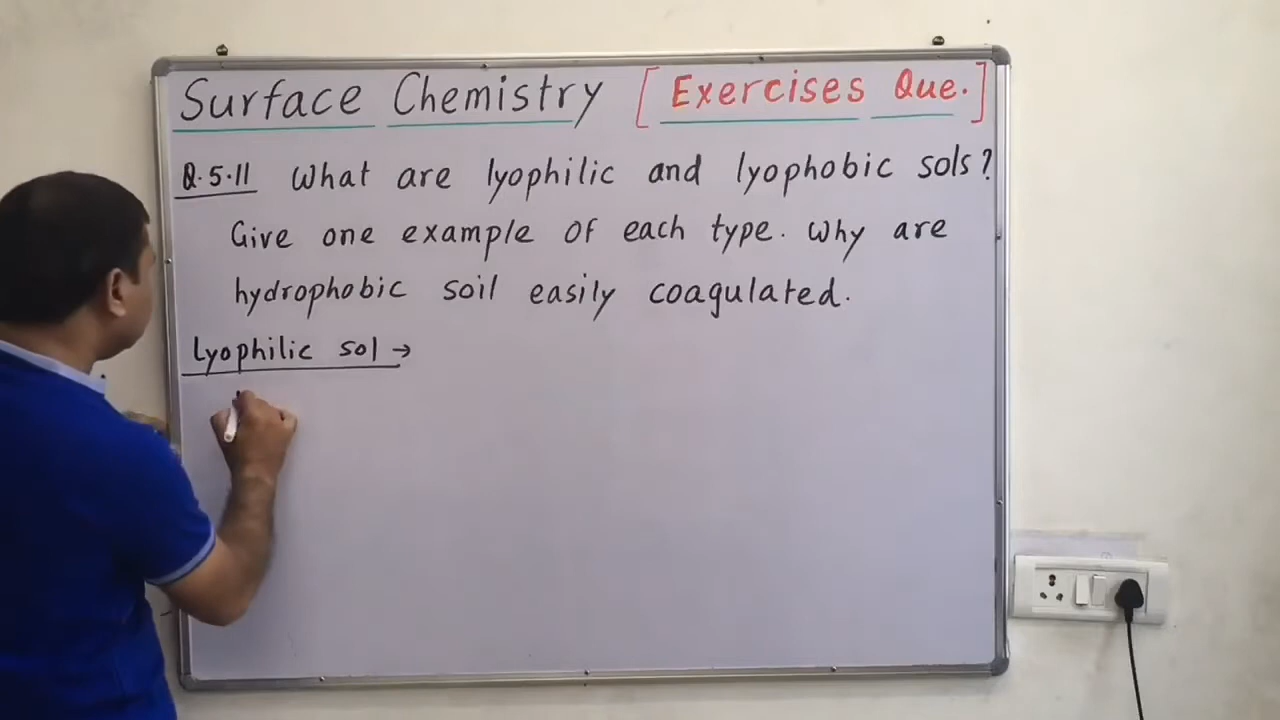 Surface Chemistry [Exercises Que.]
Q.5.11 What are lyophilic and lyophobic sols?
Give one example of each type. Why are
hydrophobic soil easily coagulated.
Lyophilic sol →